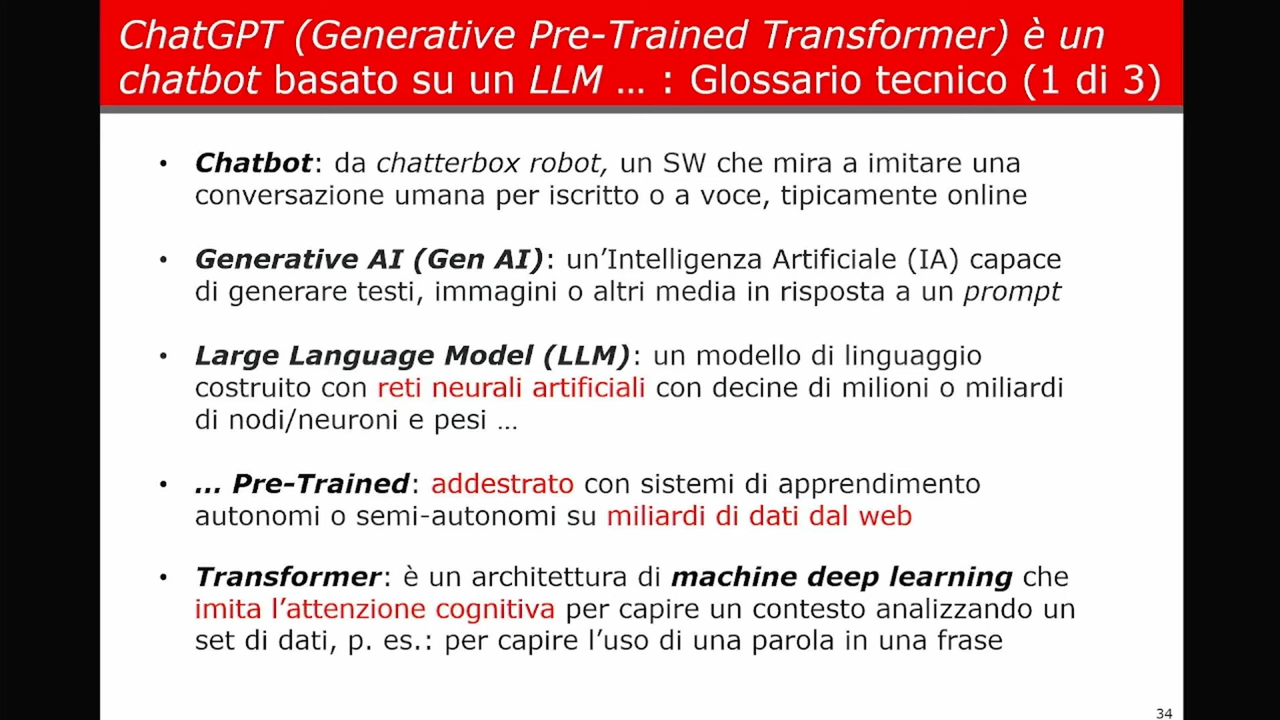 ChatGPT (Generative Pre-Trained Transformer) è un
chatbot basato su un LLM … : Glossario tecnico (1 di 3)
• Chatbot: da chatterbox robot, un SW che mira a imitare una
conversazione umana per iscritto o a voce, tipicamente online
• Generative AI (Gen AI): un’Intelligenza Artificiale (IA) capace
di generare testi, immagini o altri media in risposta a un prompt
• Large Language Model (LLM): un modello di linguaggio
costruito con reti neurali artificiali con decine di milioni o miliardi
di nodi/neuroni e pesi …
• … Pre-Trained: addestrato con sistemi di apprendimento
autonomi o semi-autonomi su miliardi di dati dal web
• Transformer: è un architettura di machine deep learning che
imita l’attenzione cognitiva per capire un contesto analizzando un
set di dati, p. es.: per capire l’uso di una parola in una frase
34